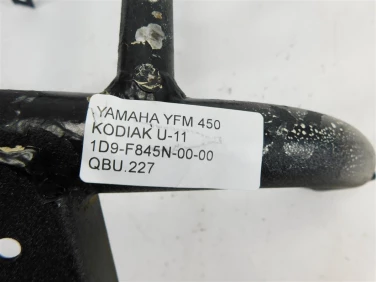 YAMAHA YFM 450
KODIAK U-11
1D9-F845N-00-00
QBU.227